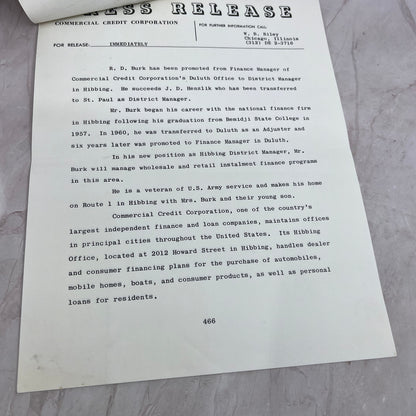 PRESS RELEASE
COMMERCIAL CREDIT CORPORATION
FOR FURTHER INFORMATION CALL:
W. B. Siley
Chicago, Illinois
(312) DE 2-3716
FOR RELEASE: IMMEDIATELY
R. D. Burk has been promoted from Finance Manager of
Commercial Credit Corporation's Duluth Office to District Manager
in Hibbing. He succeeds J. D. Henslik who has been transferred
to St. Paul as District Manager.
Mr. Burk began his career with the national finance firm
in Hibbing following his graduation from Bemidji State College in
1957. In 1960, he was transferred to Duluth as an Adjuster and
six years later was promoted to Finance Manager in Duluth.
In his new position as Hibbing District Manager, Mr.
Burk will manage wholesale and retail instalment finance programs
in this area.
He is a veteran of U.S. Army service and makes his home
on Route 1 in Hibbing with Mrs. Burk and their young son.
Commercial Credit Corporation, one of the country's
largest independent finance and loan companies, maintains offices
in principal cities throughout the United States. Its Hibbing
Office, located at 2012 Howard Street in Hibbing, handles dealer
and consumer financing plans for the purchase of automobiles,
mobile homes, boats, and consumer products, as well as personal
loans for residents.
466